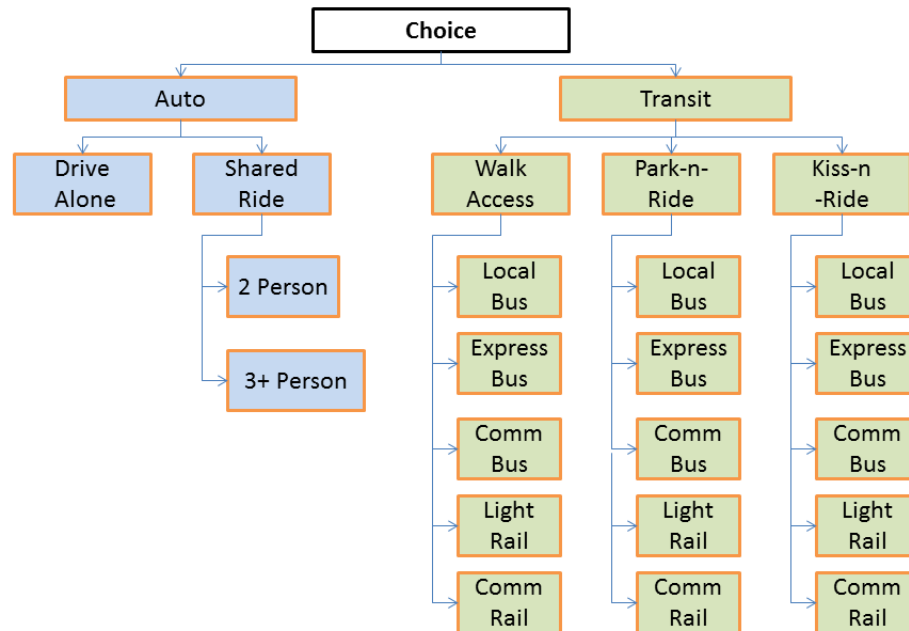 Choice
Auto
Transit
Drive
Alone
Shared
Ride
Walk
Access
Park-n-
Ride
Kiss-n
-Ride
2 Person
3+ Person
Local
Bus
Express
Bus
Comm
Bus
Light
Rail
Comm
Rail
Local
Bus
Express
Bus
Comm
Bus
Light
Rail
Comm
Rail
Local
Bus
Express
Bus
Comm
Bus
Light
Rail
Comm
Rail